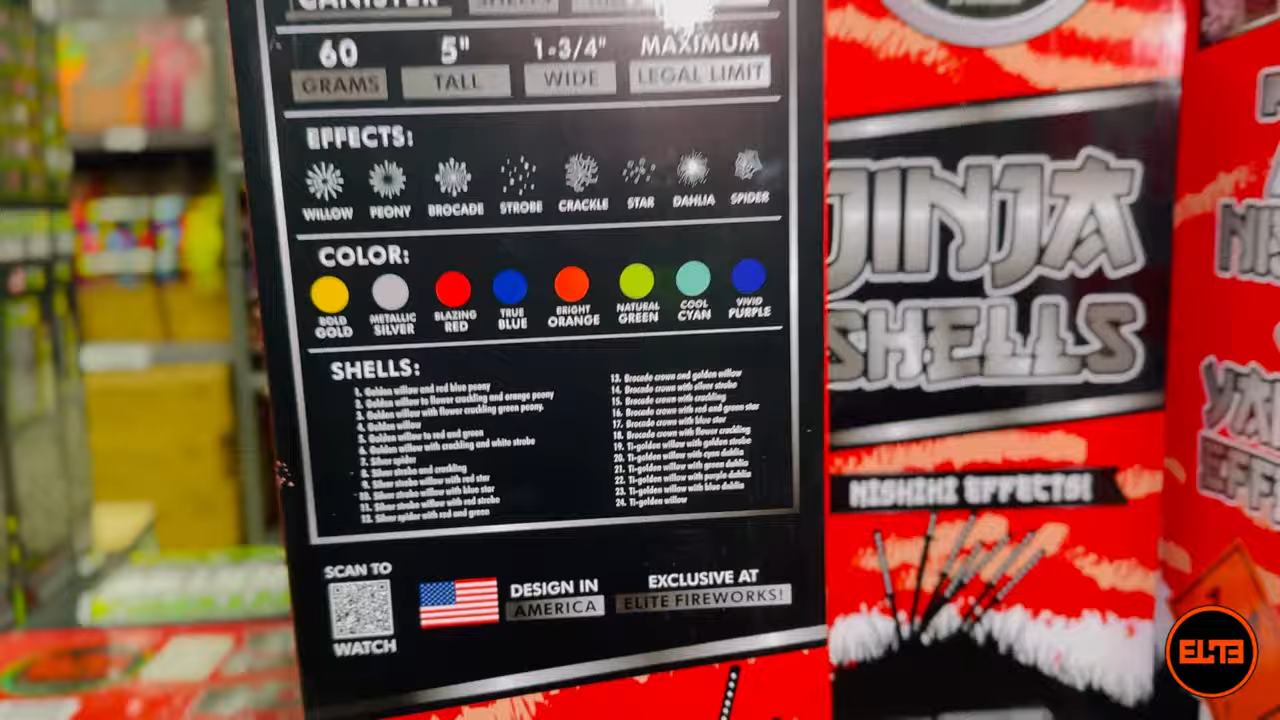 CANISTER
SHELLS
60
GRAMS
5"
TALL
1-3/4"
WIDE
MAXIMUM
LEGAL LIMIT
EFFECTS:
WILLOW
PEONY
BROCADE
STROBE
CRACKLE
STAR
DAHLIA
SPIDER
COLOR:
BOLD
GOLD
METALLIC
SILVER
BLAZING
RED
TRUE
BLUE
BRIGHT
ORANGE
NATURAL
GREEN
COOL
CYAN
VIVID
PURPLE
SHELLS:
1. Golden willow and red blue peony
2. Golden willow to flower crackling and orange peony
3. Golden willow with flower crackling green peony.
4. Golden willow
5. Golden willow to red and green
6. Golden willow with crackling and white strobe
7. Silver spider
8. Silver strobe and crackling
9. Silver strobe willow with red star
10. Silver strobe willow with blue star
11. Silver strobe willow with red strobe
12. Silver spider with red and green
13. Brocade crown and golden willow
14. Brocade crown with silver strobe
15. Brocade crown with crackling
16. Brocade crown with red and green star
17. Brocade crown with blue star
18. Brocade crown with flower crackling
19. Ti-golden willow with golden strobe
20. Ti-golden willow with cyan dahlia
21. Ti-golden willow with green dahlia
22. Ti-golden willow with purple dahlia
23. Ti-golden willow with blue dahlia
24. Ti-golden willow
SCAN TO
WATCH
DESIGN IN
AMERICA
EXCLUSIVE AT
ELITE FIREWORKS!
NINJA
SHELLS
NISHIKI EFFECTS!
ELITE